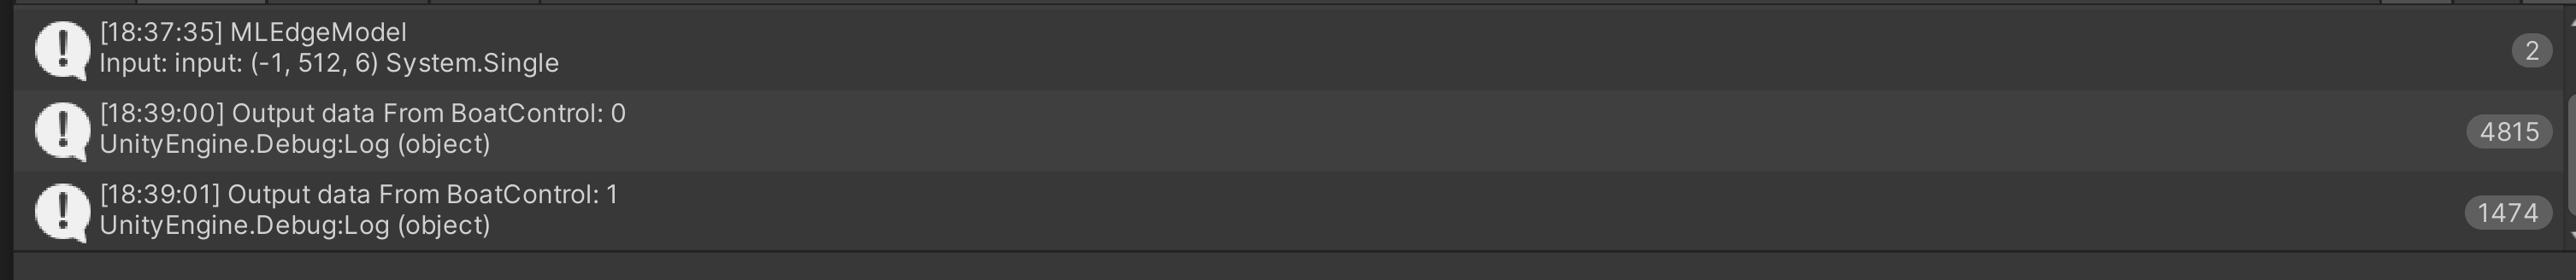 [18:37:35] MLEdgeModel
Input: input: (-1, 512, 6) System.Single
2
[18:39:00] Output data From BoatControl: 0
UnityEngine.Debug:Log (object)
4815
[18:39:01] Output data From BoatControl: 1
UnityEngine.Debug:Log (object)
1474